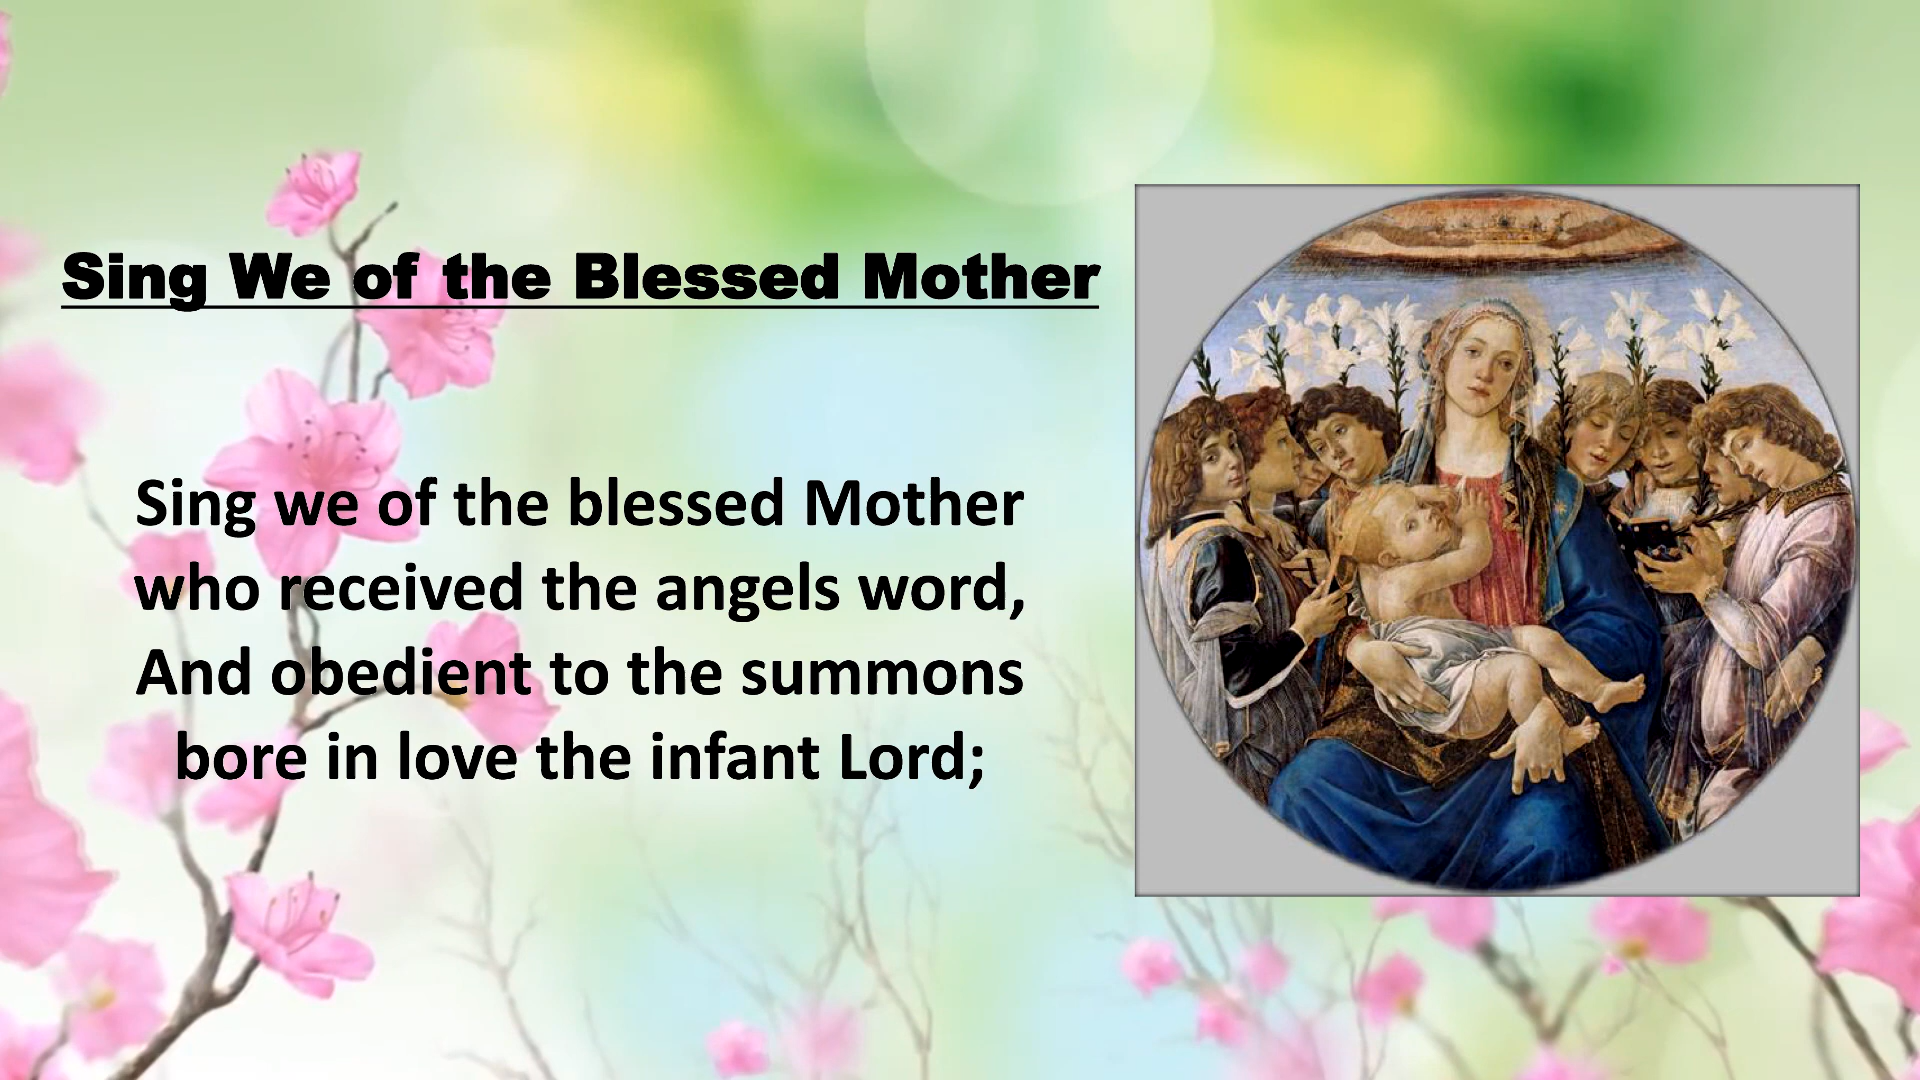 Sing We of the Blessed Mother
Sing we of the blessed Mother
who received the angels word,
And obedient to the summons
bore in love the infant Lord;